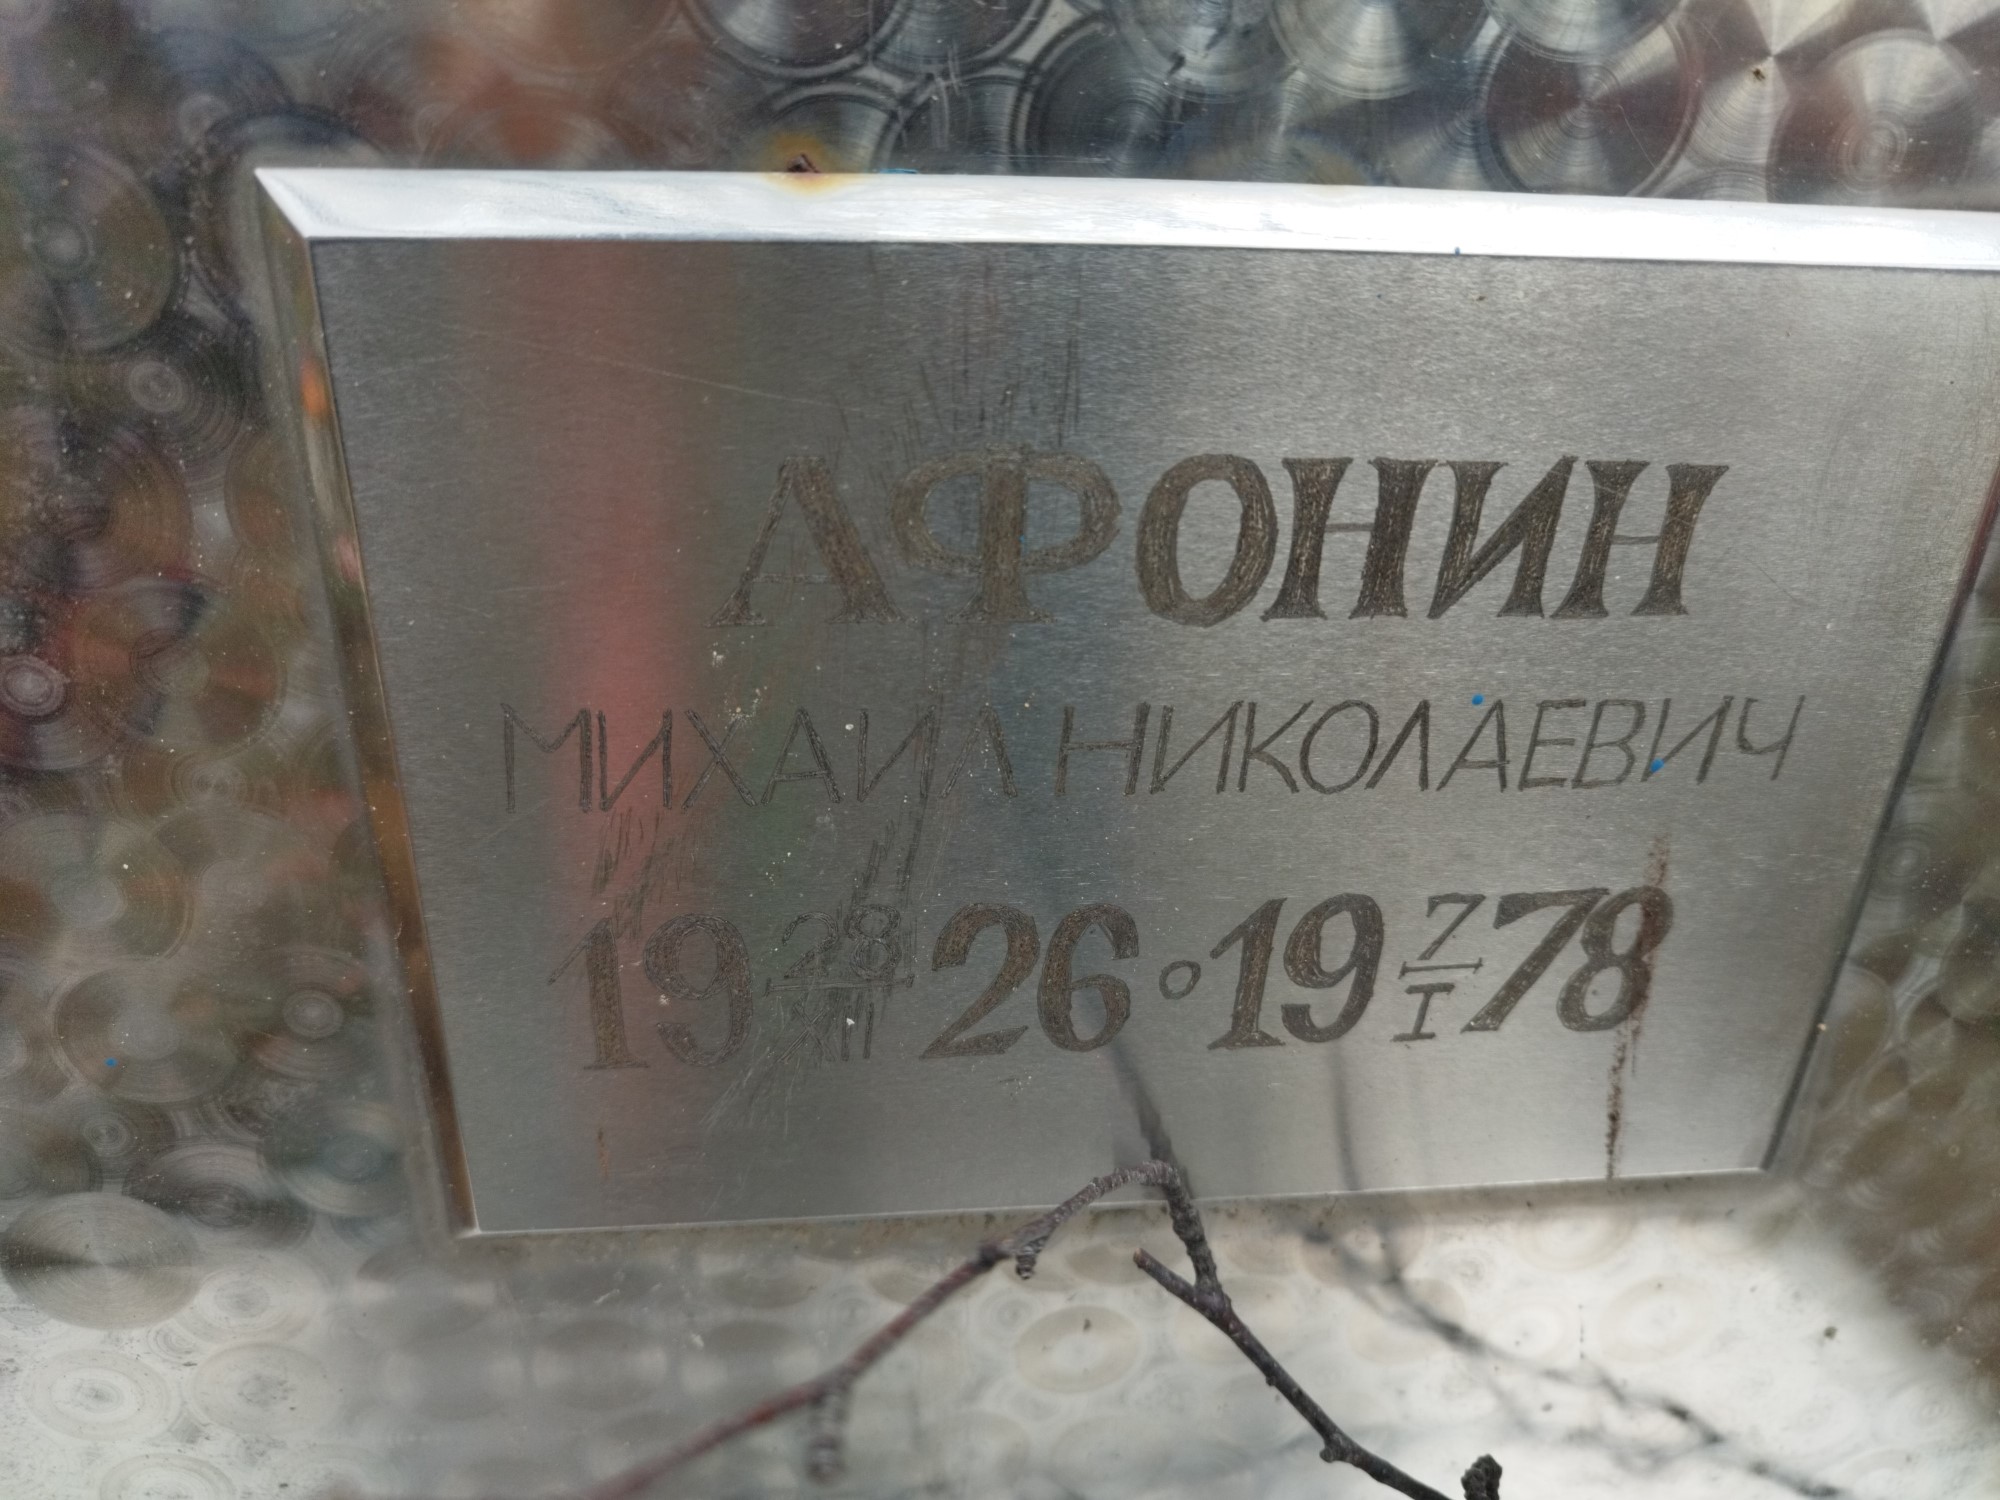 АФОНИН
МИХАИЛ НИКОЛАЕВИЧ
19 28/XII 26 ° 19 7/I 78